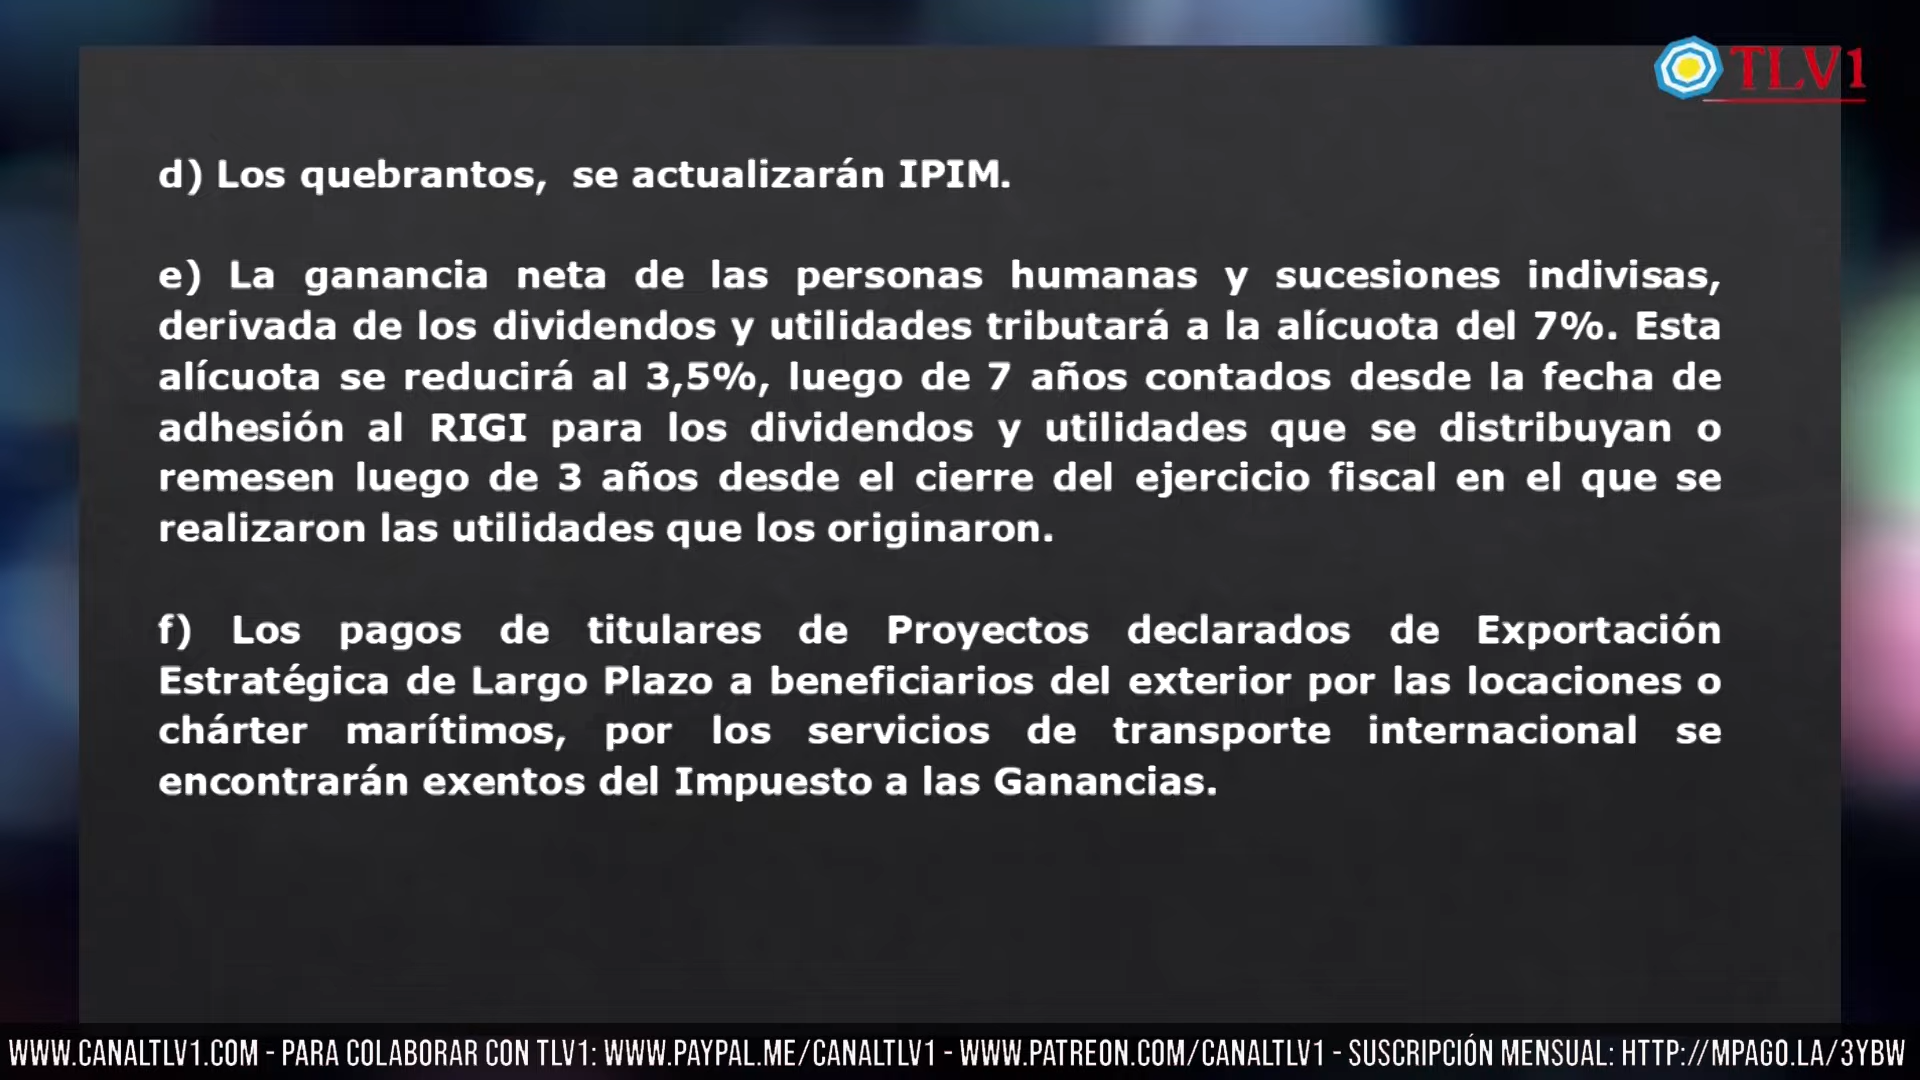 TLV1
d) Los quebrantos, se actualizarán IPIM.
e) La ganancia neta de las personas humanas y sucesiones indivisas,
derivada de los dividendos y utilidades tributará a la alícuota del 7%. Esta
alícuota se reducirá al 3,5%, luego de 7 años contados desde la fecha de
adhesión al RIGI para los dividendos y utilidades que se distribuyan o
remesen luego de 3 años desde el cierre del ejercicio fiscal en el que se
realizaron las utilidades que los originaron.
f) Los pagos de titulares de Proyectos declarados de Exportación
Estratégica de Largo Plazo a beneficiarios del exterior por las locaciones o
chárter marítimos, por los servicios de transporte internacional se
encontrarán exentos del Impuesto a las Ganancias.
WWW.CANALTLV1.COM - PARA COLABORAR CON TLV1: WWW.PAYPAL.ME/CANALTLV1 - WWW.PATREON.COM/CANALTLV1 - SUSCRIPCIÓN MENSUAL: HTTP://MPAGO.LA/3YBW